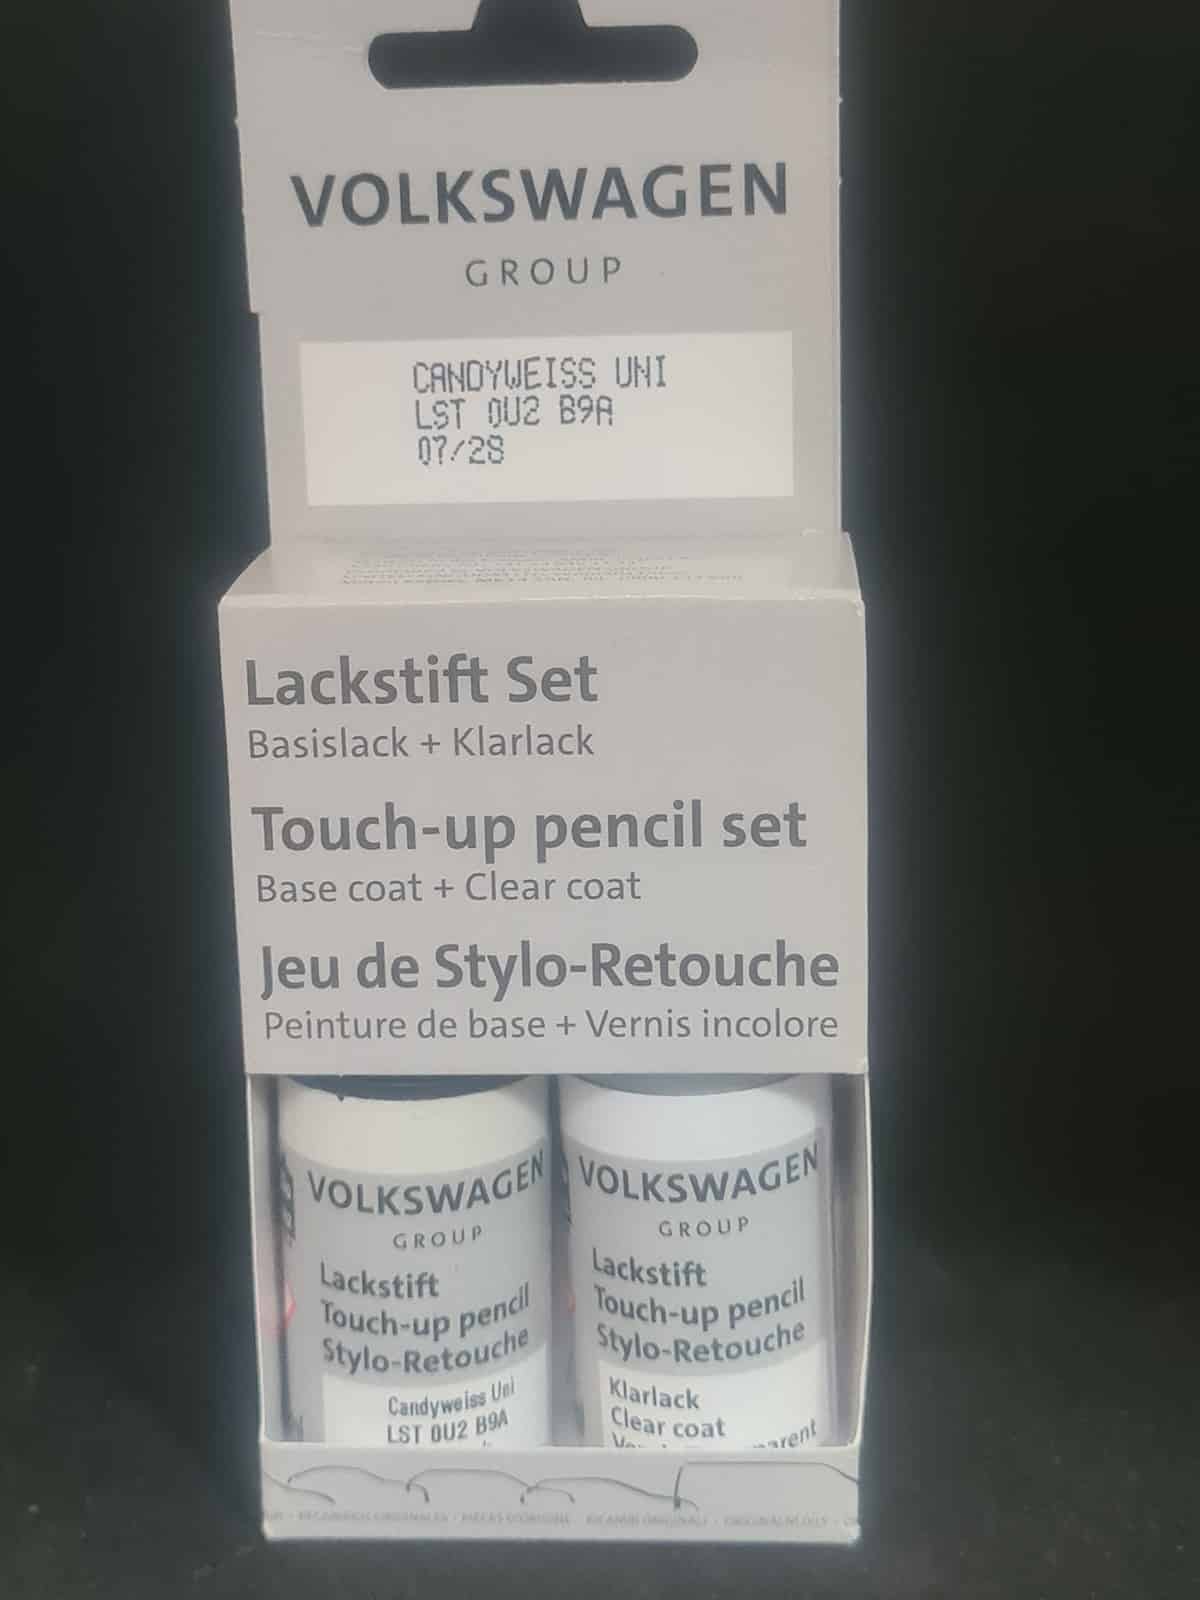 VOLKSWAGEN
GROUP
CANDYWEISS UNI
LST 0U2 B9A
07/28
Lackstift Set
Basislack + Klarlack
Touch-up pencil set
Base coat + Clear coat
Jeu de Stylo-Retouche
Peinture de base + Vernis incolore
VOLKSWAGEN
GROUP
Lackstift
Touch-up pencil
Stylo-Retouche
Candyweiss Uni
LST 0U2 B9A
VOLKSWAGEN
GROUP
Lackstift
Touch-up pencil
Stylo-Retouche
Klarlack
Clear coat